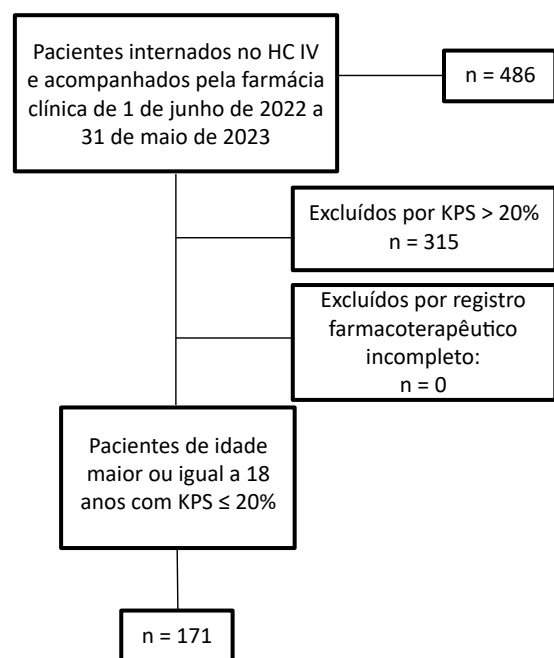 Pacientes internados no HC IV
e acompanhados pela farmácia
clínica de 1 de junho de 2022 a
31 de maio de 2023
n = 486
Excluídos por KPS > 20%
n = 315
Excluídos por registro
farmacoterapêutico
incompleto:
n = 0
Pacientes de idade
maior ou igual a 18
anos com KPS ≤ 20%
n = 171